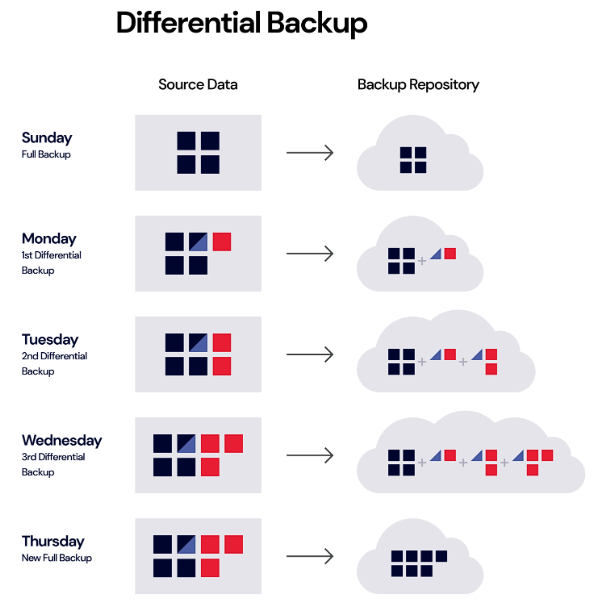 Differential Backup
Source Data
Backup Repository
Sunday
Full Backup
Monday
1st Differential
Backup
+
Tuesday
2nd Differential
Backup
+ +
Wednesday
3rd Differential
Backup
+ + +
Thursday
New Full Backup